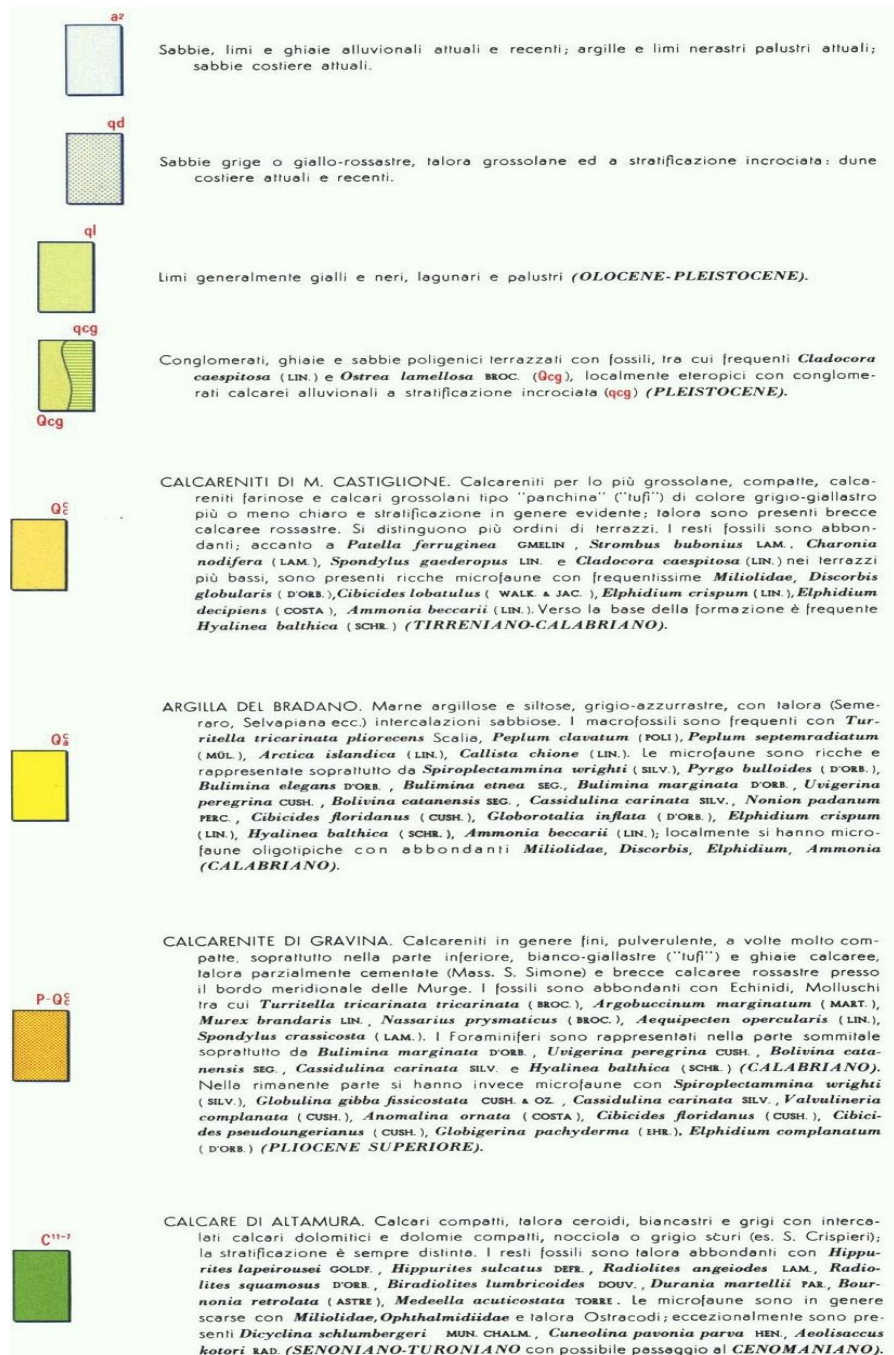 a²
Sabbie, limi e ghiaie alluvionali attuali e recenti; argille e limi nerastri palustri attuali;
sabbie costiere attuali.
qd
Sabbie grige o giallo-rossastre, talora grossolane ed a stratificazione incrociata: dune
costiere attuali e recenti.
ql
Limi generalmente gialli e neri, lagunari e palustri (OLOCENE-PLEISTOCENE).
qcg
Conglomerati, ghiaie e sabbie poligenici terrazzati con fossili, tra cui frequenti Cladocora
caespitosa (LIN.) e Ostrea lamellosa BROC. (Qcg), localmente eteropici con conglome-
rati calcarei alluvionali a stratificazione incrociata (qcg) (PLEISTOCENE).
Qcg
CALCARENITI DI M. CASTIGLIONE. Calcareniti per lo più grossolane, compatte, calca-
reniti farinose e calcari grossolani tipo "panchina" ("tufi") di colore grigio-giallastro
più o meno chiaro e stratificazione in genere evidente; talora sono presenti brecce
calcaree rossastre. Si distinguono più ordini di terrazzi. I resti fossili sono abbon-
danti; accanto a Patella ferruginea GMELIN , Strombus bubonius LAM., Charonia
nodifera (LAM.), Spondylus gaederopus LIN. e Cladocora caespitosa (LIN.) nei terrazzi
più bassi, sono presenti ricche microfaune con frequentissime Miliolidae, Discorbis
globularis ( D'ORB. ), Cibicides lobatulus ( WALK. & JAC. ), Elphidium crispum (LIN.), Elphidium
decipiens ( COSTA ), Ammonia beccarii (LIN.). Verso la base della formazione è frequente
Hyalinea balthica ( SCHR. ) (TIRRENIANO-CALABRIANO).
Qcc
ARGILLA DEL BRADANO. Marne argillose e siltose, grigio-azzurrastre, con talora (Seme-
raro, Selvapiana ecc.) intercalazioni sabbiose. I macrofossili sono frequenti con Tur-
ritella tricarinata pliorecens Scalia, Peplum clavatum (POLI), Peplum septemradiatum
( MÜL. ), Arctica islandica ( LIN. ), Callista chione (LIN.). Le microfaune sono ricche e
rappresentate soprattutto da Spiroplectammina wrighti ( SILV. ), Pyrgo bulloides ( D'ORB. ),
Bulimina elegans D'ORB. , Bulimina etnea SEG., Bulimina marginata D'ORB. , Uvigerina
peregrina CUSH. , Bolivina catanensis SEG. , Cassidulina carinata SILV. , Nonion padanum
PERC. , Cibicides floridanus ( CUSH. ), Globorotalia inflata ( D'ORB. ), Elphidium crispum
(LIN.), Hyalinea balthica ( SCHR. ), Ammonia beccarii (LIN.); localmente si hanno micro-
faune oligotipiche con abbondanti Miliolidae, Discorbis, Elphidium, Ammonia
(CALABRIANO).
Qca
CALCARENITE DI GRAVINA. Calcareniti in genere fini, pulverulente, a volte molto com-
patte, soprattutto nella parte inferiore, bianco-giallastre ("tufi") e ghiaie calcaree,
talora parzialmente cementate (Mass. S. Simone) e brecce calcaree rossastre presso
il bordo meridionale delle Murge. I fossili sono abbondanti con Echinidi, Molluschi
tra cui Turritella tricarinata tricarinata ( BROC. ), Argobuccinum marginatum ( MART. ),
Murex brandaris LIN. , Nassarius prysmaticus ( BROC. ), Aequipecten opercularis ( LIN. ),
Spondylus crassicosta ( LAM. ). I Foraminiferi sono rappresentati nella parte sommitale
soprattutto da Bulimina marginata D'ORB. , Uvigerina peregrina CUSH. , Bolivina cata-
nensis SEG. , Cassidulina carinata SILV. e Hyalinea balthica ( SCHR. ) (CALABRIANO).
Nella rimanente parte si hanno invece microfaune con Spiroplectammina wrighti
( SILV. ), Globulina gibba fissicostata CUSH. & OZ. , Cassidulina carinata SILV. , Valvulineria
complanata ( CUSH. ), Anomalina ornata ( COSTA ), Cibicides floridanus ( CUSH. ), Cibici-
des pseudoungerianus ( CUSH. ), Globigerina pachyderma ( EHR. ), Elphidium complanatum
( D'ORB. ) (PLIOCENE SUPERIORE).
P-Qcc
CALCARE DI ALTAMURA. Calcari compatti, talora ceroidi, biancastri e grigi con interca-
lati calcari dolomitici e dolomie compatti, nocciola o grigio scuri (es. S. Crispieri);
la stratificazione è sempre distinta. I resti fossili sono talora abbondanti con Hippu-
rites lapeirousei GOLDF. , Hippurites sulcatus DEFR. , Radiolites angeiodes LAM., Radio-
lites squamosus D'ORB. , Biradiolites lumbricoides DOUV. , Durania martellii PAR., Bour-
nonia retrolata ( ASTRE ), Medeella acuticostata TORRE . Le microfaune sono in genere
scarse con Miliolidae, Ophthalmidiidae e talora Ostracodi; eccezionalmente sono pre-
senti Dicyclina schlumbergeri MUN. CHALM. , Cuneolina pavonia parva HEN., Aeolisaccus
kotori RAD. (SENONIANO-TURONIANO con possibile passaggio al CENOMANIANO).
C¹¹⁻⁷